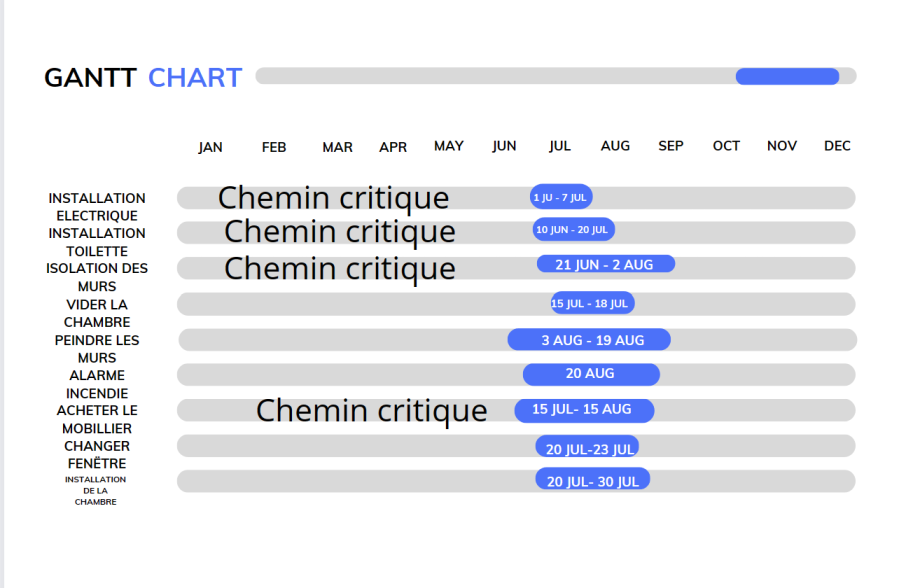 GANTT CHART
JAN FEB MAR APR MAY JUN JUL AUG SEP OCT NOV DEC
INSTALLATION
ELECTRIQUE
Chemin critique
1 JU - 7 JUL
INSTALLATION
TOILETTE
Chemin critique
10 JUN - 20 JUL
ISOLATION DES
MURS
Chemin critique
21 JUN - 2 AUG
VIDER LA
CHAMBRE
15 JUL - 18 JUL
PEINDRE LES
MURS
3 AUG - 19 AUG
ALARME
INCENDIE
20 AUG
ACHETER LE
MOBILLIER
Chemin critique
15 JUL- 15 AUG
CHANGER
FENËTRE
20 JUL-23 JUL
INSTALLATION
DE LA
CHAMBRE
20 JUL- 30 JUL